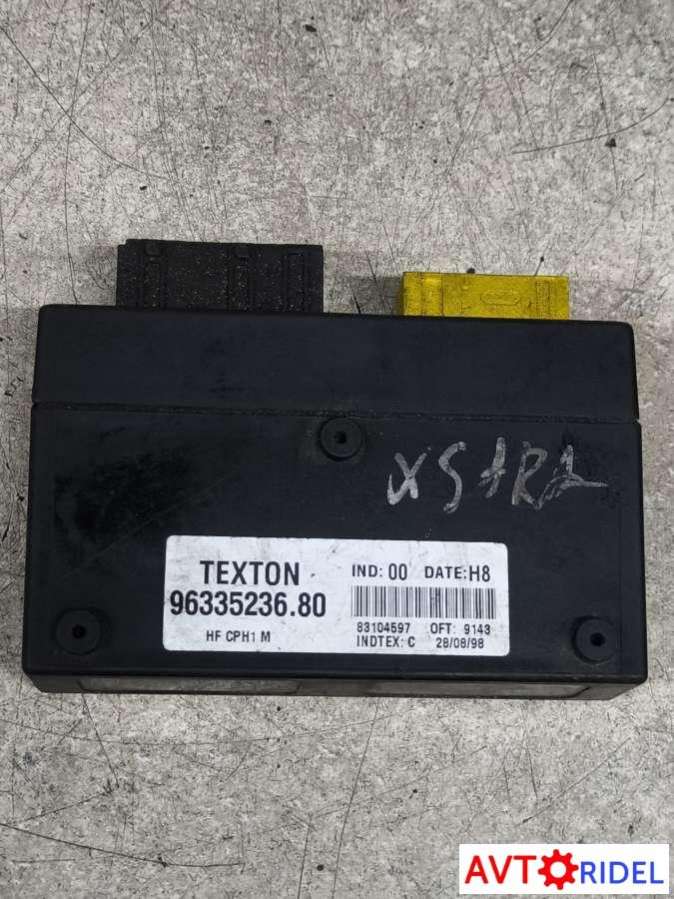 XSARA
TEXTON
IND: 00 DATE:H8
96335236.80
83104597 OFT: 9143
HF CPH1 M
INDTEX: C 28/08/98
AVTORIDEL